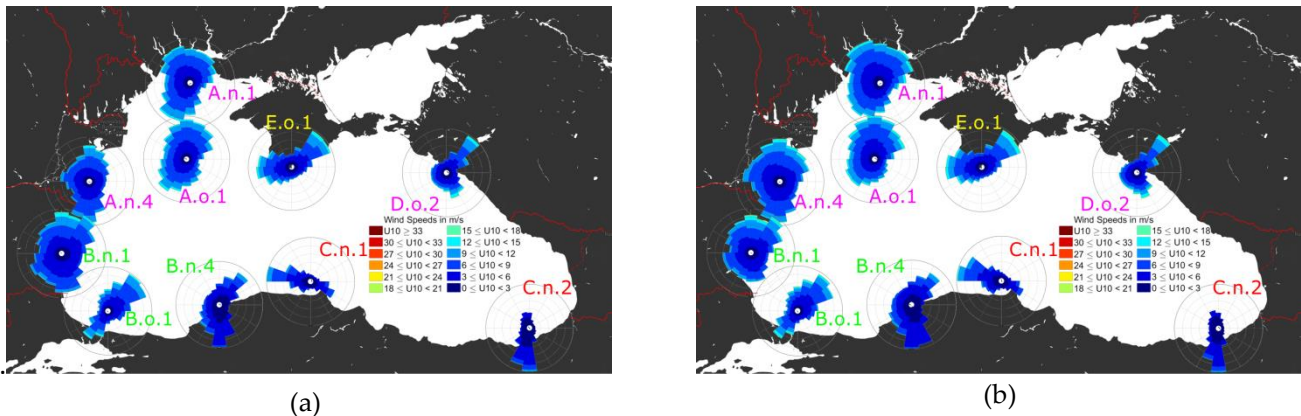 A.n.1
E.o.1
A.n.4
A.o.1
D.o.2
B.n.1
B.n.4
C.n.1
B.o.1
C.n.2
Wind Speeds in m/s
U10 ≥ 33
30 ≤ U10 < 33
27 ≤ U10 < 30
24 ≤ U10 < 27
21 ≤ U10 < 24
18 ≤ U10 < 21
15 ≤ U10 < 18
12 ≤ U10 < 15
9 ≤ U10 < 12
6 ≤ U10 < 9
3 ≤ U10 < 6
0 ≤ U10 < 3
(a)
A.n.1
E.o.1
A.n.4
A.o.1
D.o.2
B.n.1
B.n.4
C.n.1
B.o.1
C.n.2
Wind Speeds in m/s
U10 ≥ 33
30 ≤ U10 < 33
27 ≤ U10 < 30
24 ≤ U10 < 27
21 ≤ U10 < 24
18 ≤ U10 < 21
15 ≤ U10 < 18
12 ≤ U10 < 15
9 ≤ U10 < 12
6 ≤ U10 < 9
3 ≤ U10 < 6
0 ≤ U10 < 3
(b)